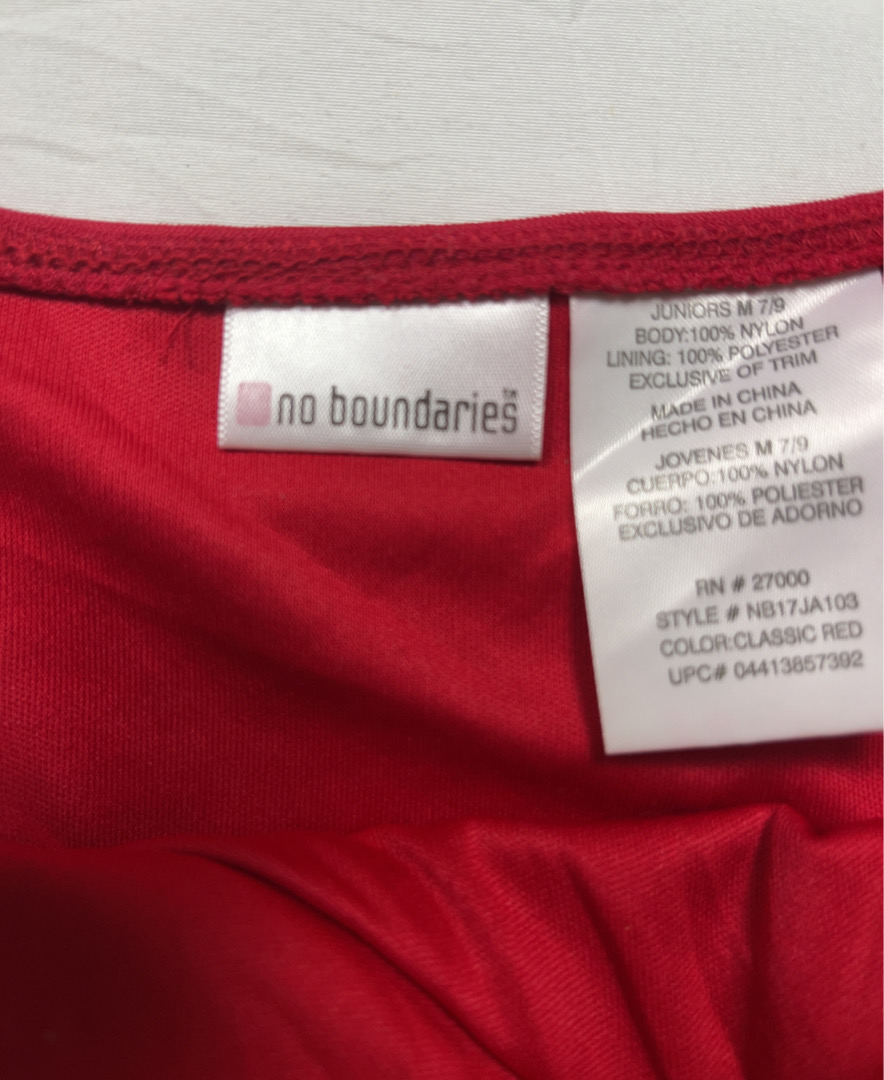 no boundaries™
JUNIORS M 7/9
BODY:100% NYLON
LINING: 100% POLYESTER
EXCLUSIVE OF TRIM
MADE IN CHINA
HECHO EN CHINA
JOVENES M 7/9
CUERPO:100% NYLON
FORRO: 100% POLIESTER
EXCLUSIVO DE ADORNO
RN # 27000
STYLE # NB17JA103
COLOR:CLASSIC RED
UPC# 04413857392